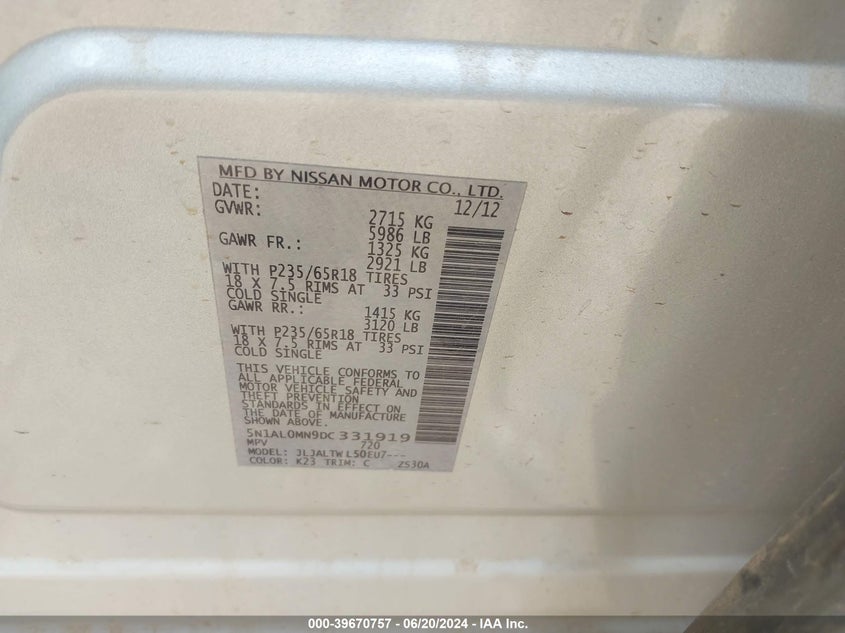 MFD BY NISSAN MOTOR CO., LTD.
DATE: 12/12
GVWR: 2715 KG
5986 LB
GAWR FR.: 1325 KG
2921 LB
WITH P235/65R18 TIRES
18 X 7.5 RIMS AT 33 PSI
COLD SINGLE
GAWR RR.: 1415 KG
3120 LB
WITH P235/65R18 TIRES
18 X 7.5 RIMS AT 33 PSI
COLD SINGLE
THIS VEHICLE CONFORMS TO
ALL APPLICABLE FEDERAL
MOTOR VEHICLE SAFETY AND
THEFT PREVENTION
STANDARDS IN EFFECT ON
THE DATE OF MANUFACTURE
SHOWN ABOVE.
5N1AL0MN9DC331919
MPV 720
MODEL: JLJALTWL50EU7---
COLOR: K23 TRIM: C ZS30A
000-39670757 - 06/20/2024 - IAA Inc.